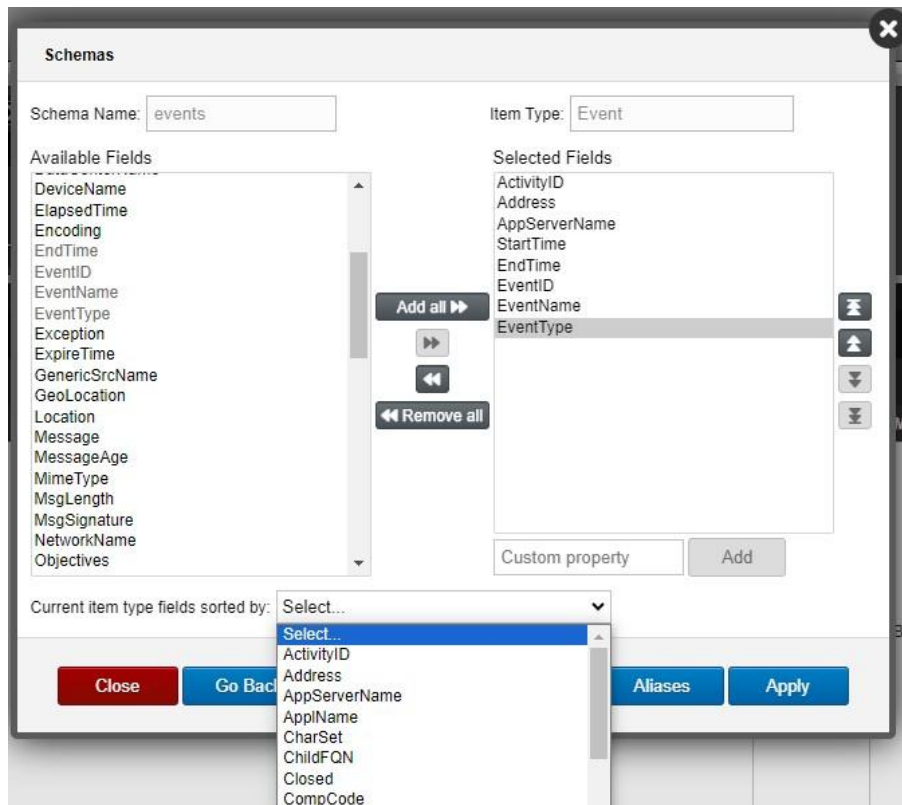 Schemas
Schema Name: events
Item Type: Event
Available Fields
DeviceName
ElapsedTime
Encoding
EndTime
EventID
EventName
EventType
Exception
ExpireTime
GenericSrcName
GeoLocation
Location
Message
MessageAge
MimeType
MsgLength
MsgSignature
NetworkName
Objectives
Add all
Remove all
Selected Fields
ActivityID
Address
AppServerName
StartTime
EndTime
EventID
EventName
EventType
Custom property
Add
Current item type fields sorted by: Select...
Select...
ActivityID
Address
AppServerName
ApplName
CharSet
ChildFQN
Closed
CompCode
Close
Go Bac
Aliases
Apply